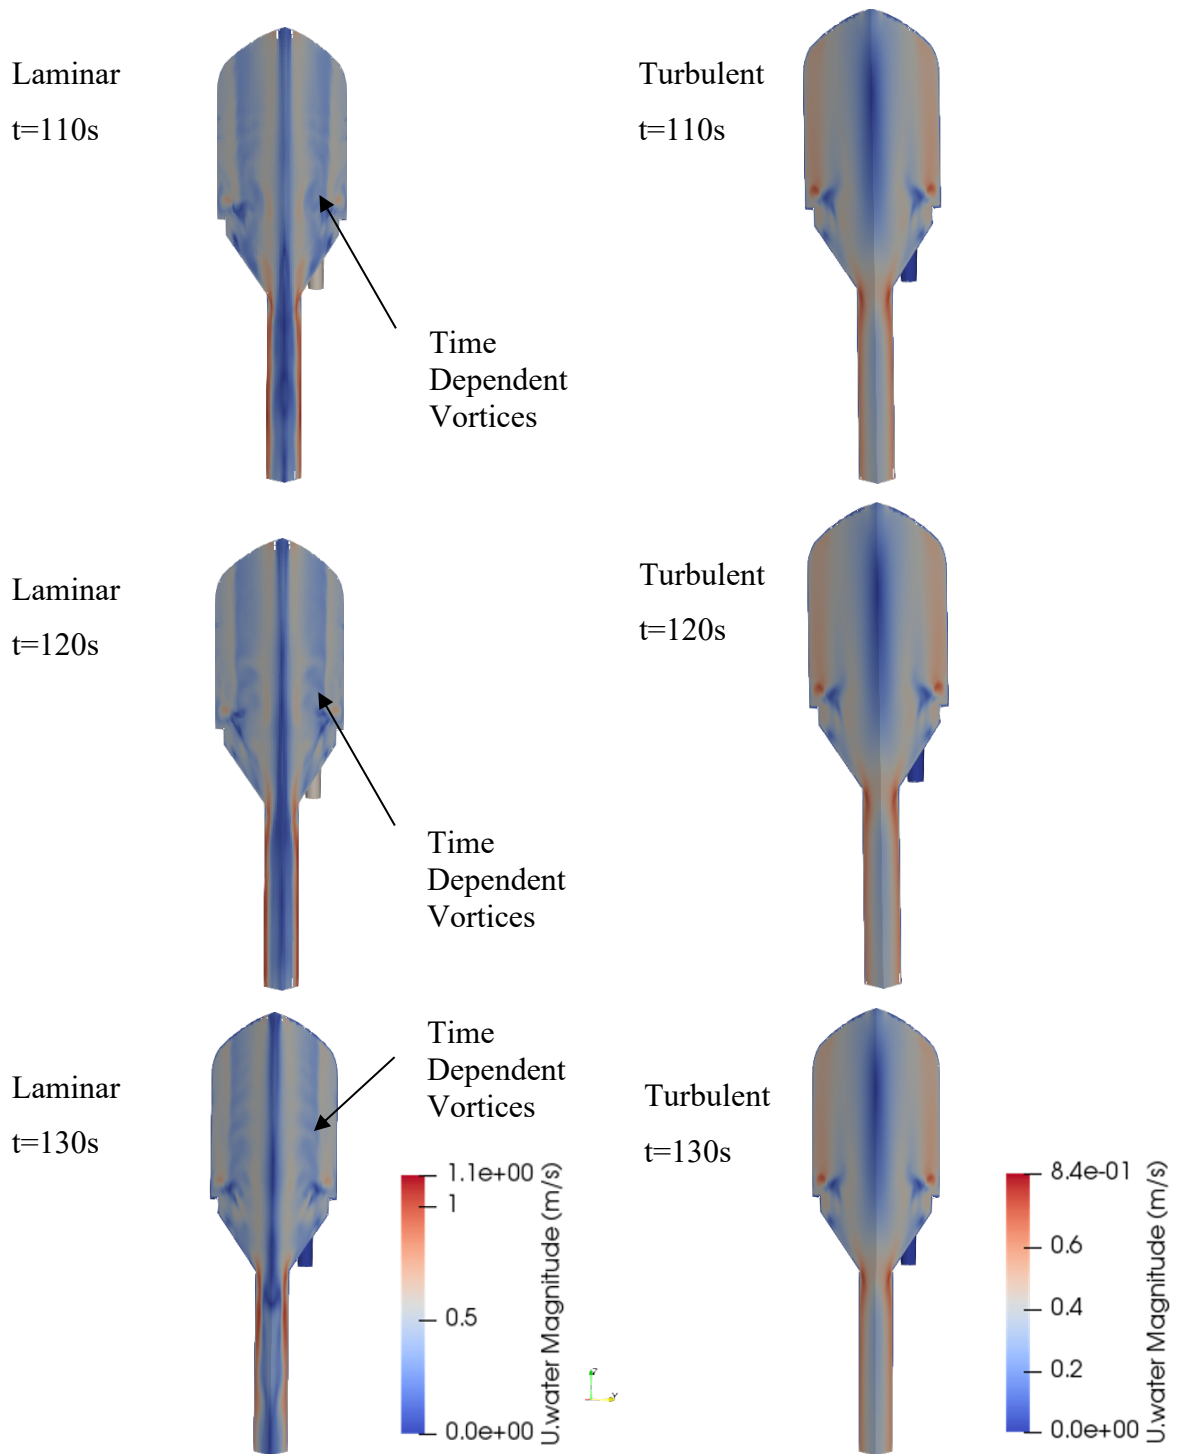 Laminar
t=110s
Turbulent
t=110s
Time
Dependent
Vortices
Laminar
t=120s
Turbulent
t=120s
Time
Dependent
Vortices
Laminar
t=130s
Time
Dependent
Vortices
Turbulent
t=130s
1.1e+00
1
0.5
0.0e+00
U.water Magnitude (m/s)
Z
Y
8.4e-01
0.6
0.4
0.2
0.0e+00
U.water Magnitude (m/s)